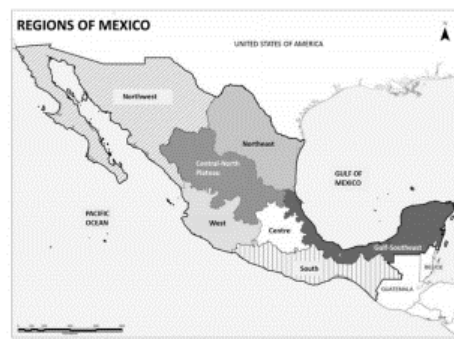 REGIONS OF MEXICO
N
UNITED STATES OF AMERICA
Northwest
Northeast
Central-North
Plateau
GULF OF
MEXICO
PACIFIC
OCEAN
West
Centre
Gulf-Southeast
South
BELIZE
GUATEMALA